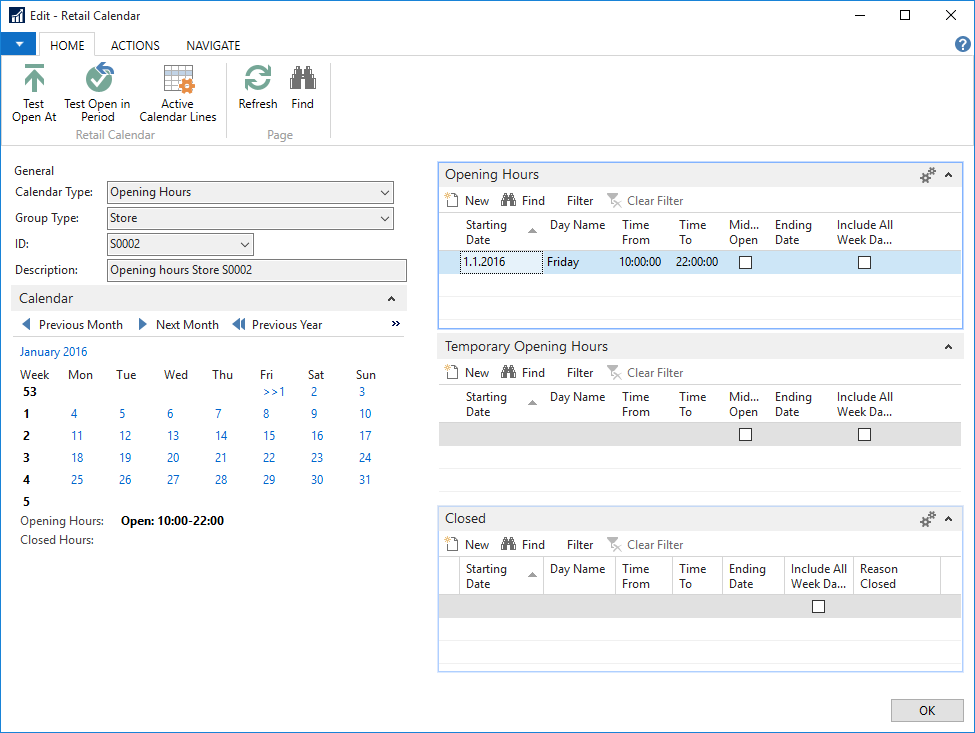 Edit - Retail Calendar
HOME ACTIONS NAVIGATE
Test Open At
Test Open in Period
Active Calendar Lines
Retail Calendar
Refresh Find
Page
General
Calendar Type: Opening Hours
Group Type: Store
ID: S0002
Description: Opening hours Store S0002
Calendar
Previous Month Next Month Previous Year »
January 2016
Week Mon Tue Wed Thu Fri Sat Sun
53 >>1 2 3
1 4 5 6 7 8 9 10
2 11 12 13 14 15 16 17
3 18 19 20 21 22 23 24
4 25 26 27 28 29 30 31
5
Opening Hours: Open: 10:00-22:00
Closed Hours:
Opening Hours
New Find Filter Clear Filter
Starting Date Day Name Time From Time To Mid... Open Ending Date Include All Week Da...
1.1.2016 Friday 10:00:00 22:00:00
Temporary Opening Hours
New Find Filter Clear Filter
Starting Date Day Name Time From Time To Mid... Open Ending Date Include All Week Da...
Closed
New Find Filter Clear Filter
Starting Date Day Name Time From Time To Ending Date Include All Week Da... Reason Closed
OK